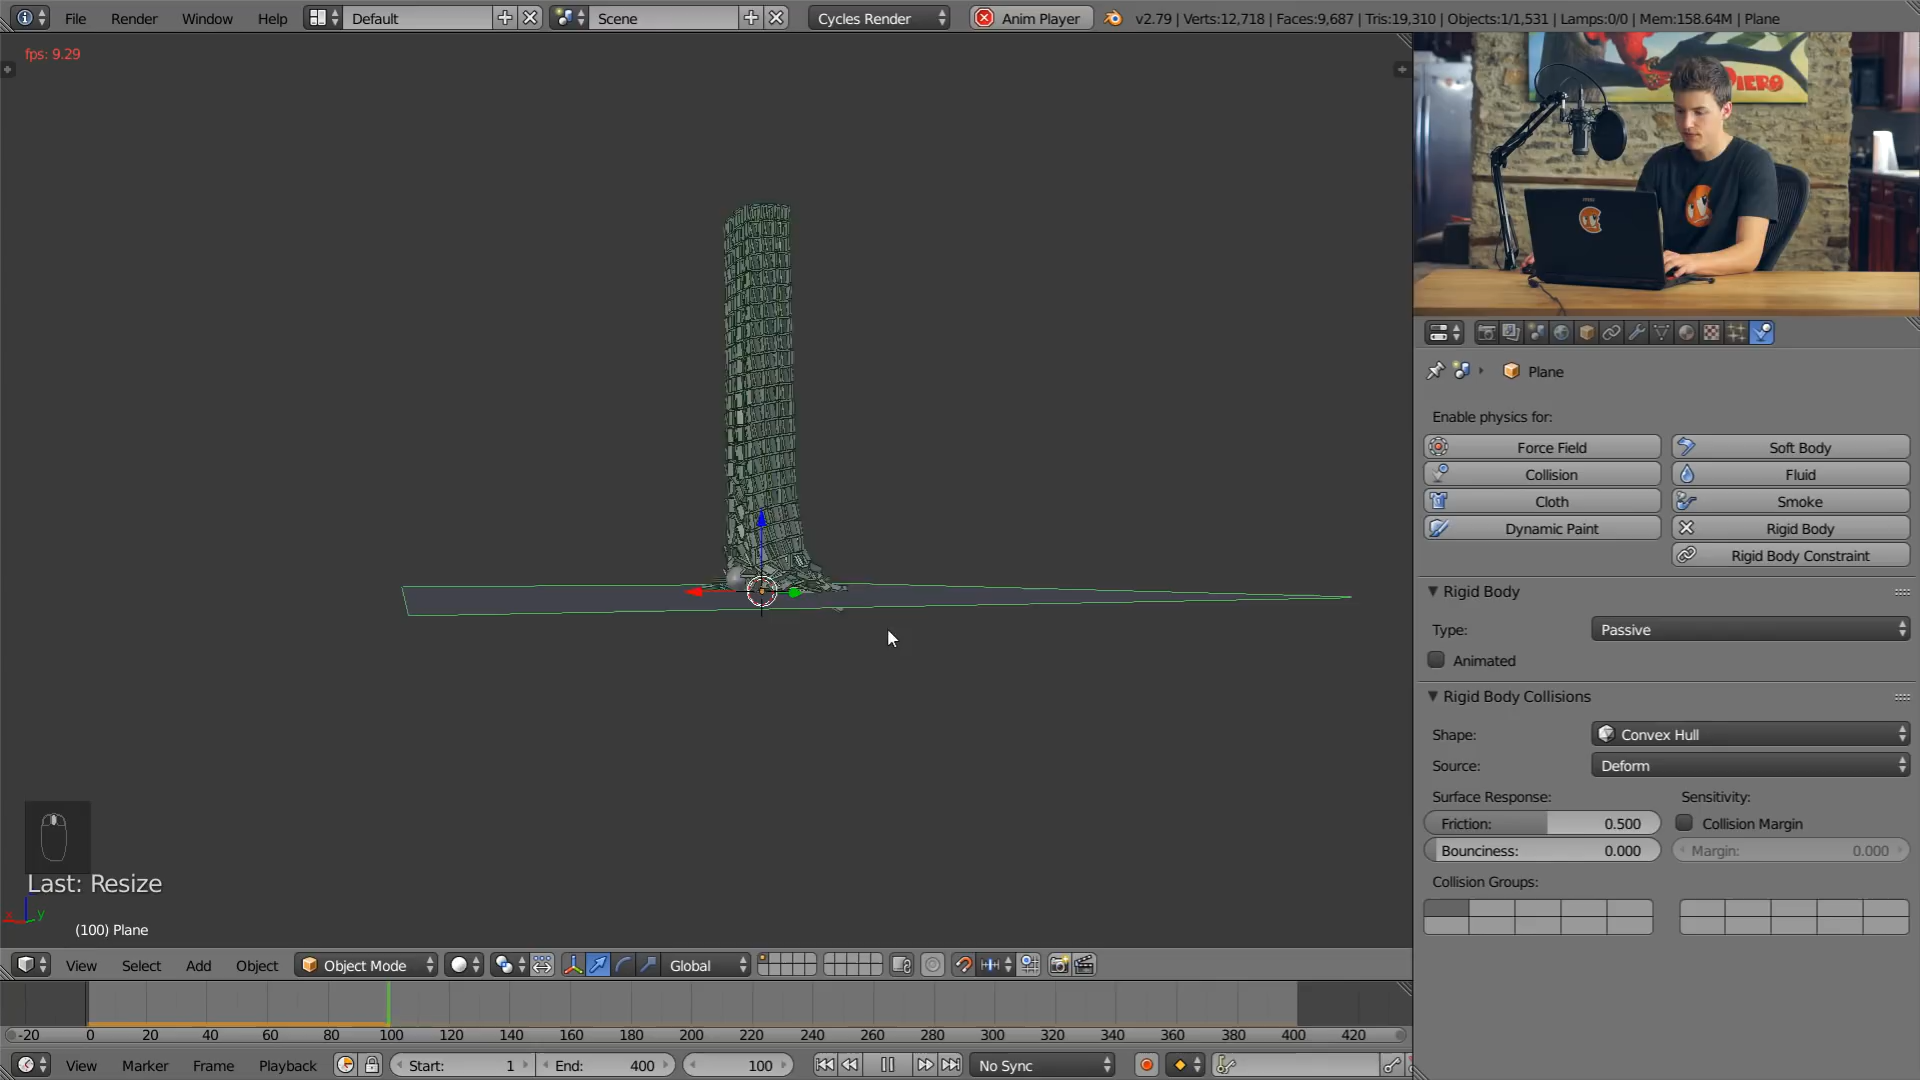 File Render Window Help Default Scene Cycles Render Anim Player v2.79 | Verts:12,718 | Faces:9,687 | Tris:19,310 | Objects:1/1,531 | Lamps:0/0 | Mem:158.64M | Plane
fps: 9.29
PIERO
msi
Plane
Enable physics for:
Force Field Soft Body
Collision Fluid
Cloth Smoke
Dynamic Paint Rigid Body
Rigid Body Constraint
Rigid Body
Type: Passive
Animated
Rigid Body Collisions
Shape: Convex Hull
Source: Deform
Surface Response: Sensitivity:
Friction: 0.500 Collision Margin
Bounciness: 0.000 Margin: 0.000
Collision Groups:
Last: Resize
x y
(100) Plane
View Select Add Object Object Mode Global
-20 0 20 40 60 80 100 120 140 160 180 200 220 240 260 280 300 320 340 360 380 400 420
View Marker Frame Playback Start: 1 End: 400 100 No Sync